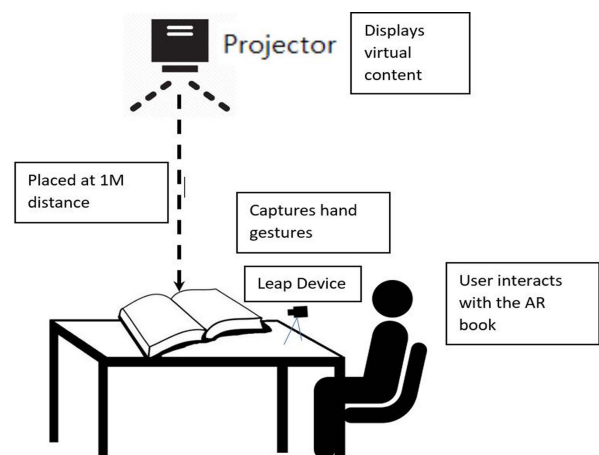 Projector
Displays
virtual
content
Placed at 1M
distance
Captures hand
gestures
Leap Device
User interacts
with the AR
book